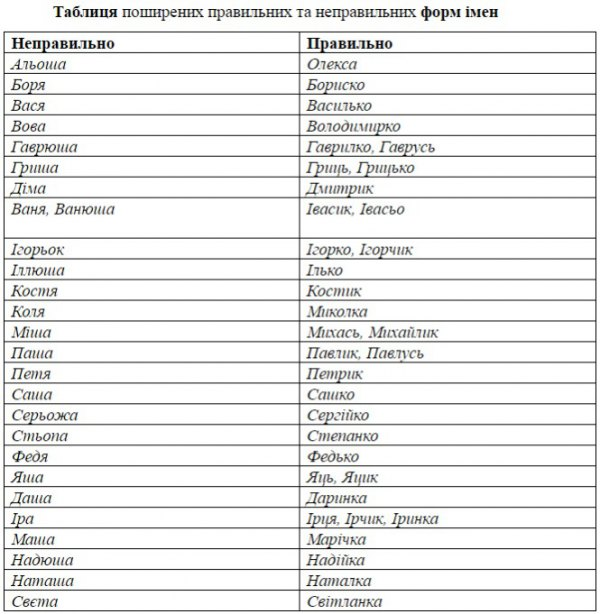 Таблиця поширених правильних та неправильних форм імен
Неправильно Правильно
Альоша Олекса
Боря Бориско
Вася Василько
Вова Володимирко
Гаврюша Гаврилко, Гаврусь
Гриша Гриць, Грицько
Діма Дмитрик
Ваня, Ванюша Івасик, Івасьо
Ігорьок Ігорко, Ігорчик
Іллюша Ілько
Костя Костик
Коля Миколка
Міша Михась, Михайлик
Паша Павлик, Павлусь
Петя Петрик
Саша Сашко
Серьожа Сергійко
Стьопа Степанко
Федя Федько
Яша Яць, Яцик
Даша Даринка
Іра Ірця, Ірчик, Іринка
Маша Марічка
Надюша Надійка
Наташа Наталка
Свєта Світланка